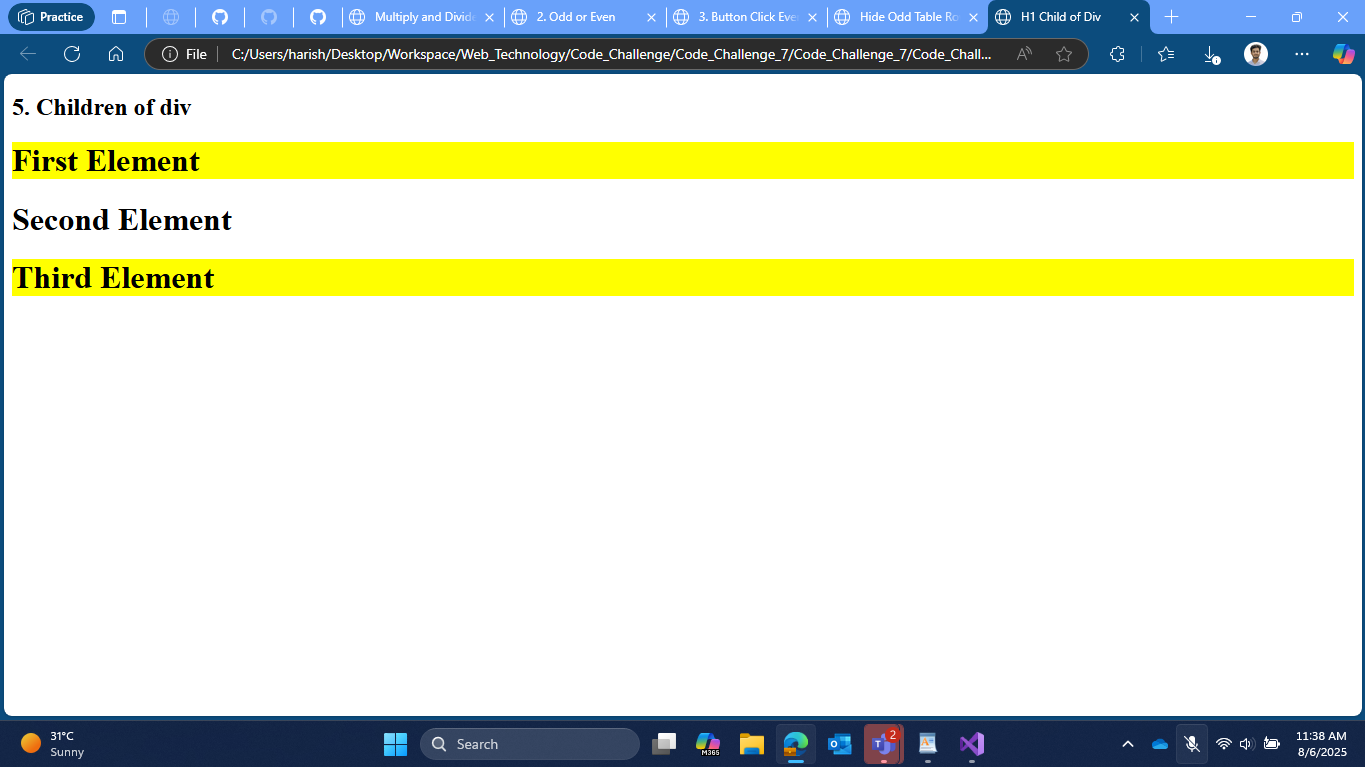 Practice
Multiply and Divide
2. Odd or Even
3. Button Click Eve
Hide Odd Table Ro
H1 Child of Div
File
C:/Users/harish/Desktop/Workspace/Web_Technology/Code_Challenge/Code_Challenge_7/Code_Challenge_7/Code_Chall...
5. Children of div
First Element
Second Element
Third Element
31°C
Sunny
Search
M365
2
11:38 AM
8/6/2025